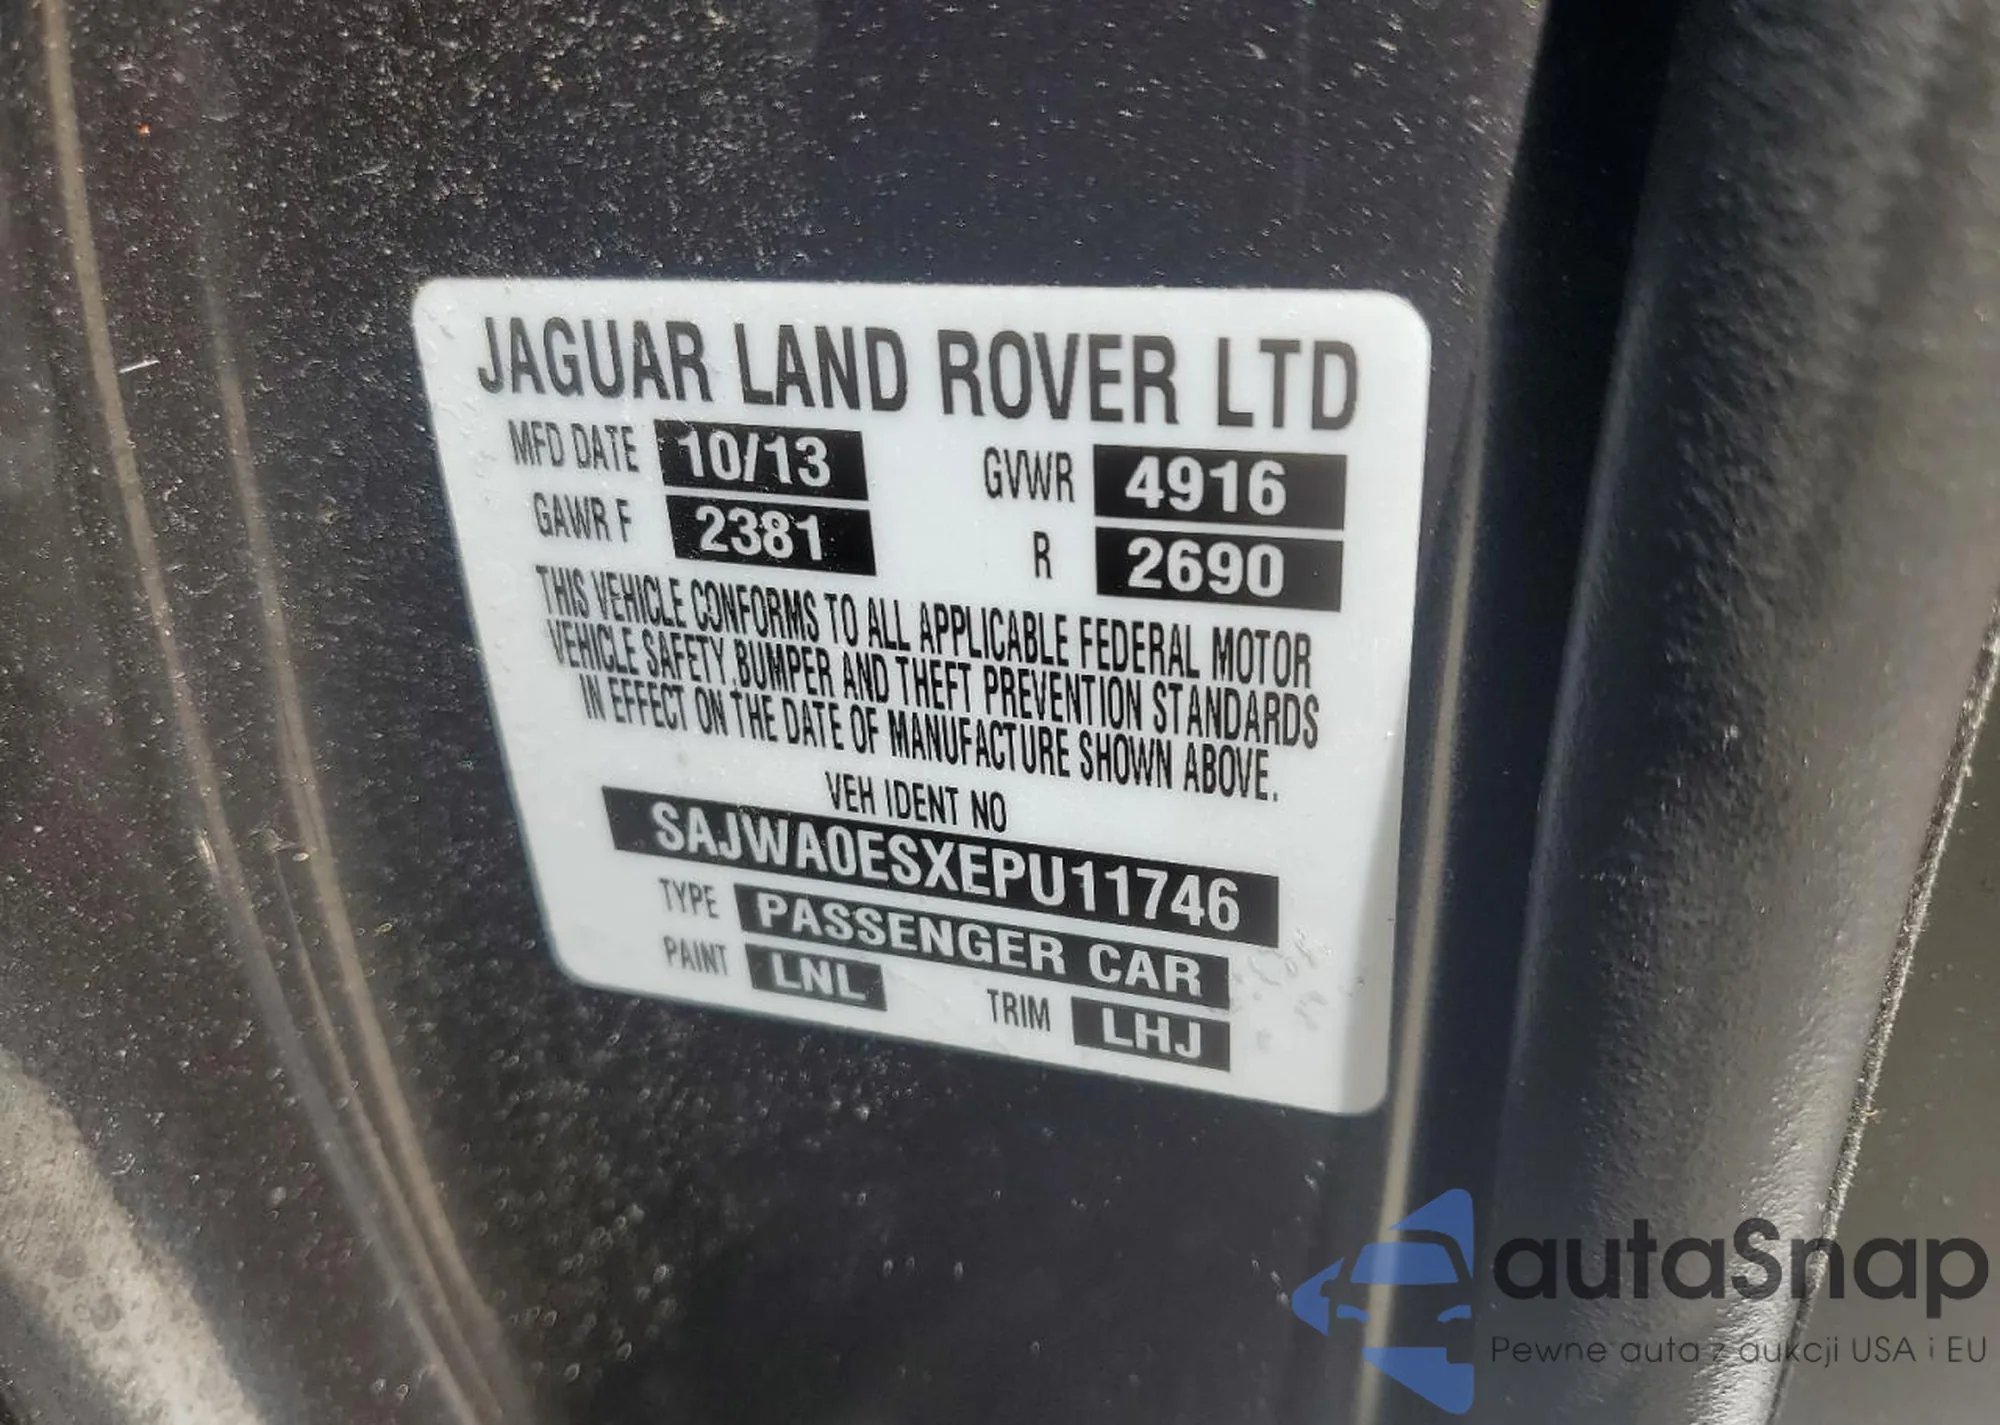 JAGUAR LAND ROVER LTD
MFD DATE 10/13 GVWR 4916
GAWR F 2381 R 2690
THIS VEHICLE CONFORMS TO ALL APPLICABLE FEDERAL MOTOR
VEHICLE SAFETY, BUMPER AND THEFT PREVENTION STANDARDS
IN EFFECT ON THE DATE OF MANUFACTURE SHOWN ABOVE.
VEH IDENT NO
SAJWA0ESXEPU11746
TYPE PASSENGER CAR
PAINT LNL TRIM LHJ
autaSnap
Pewne auta z aukcji USA i EU